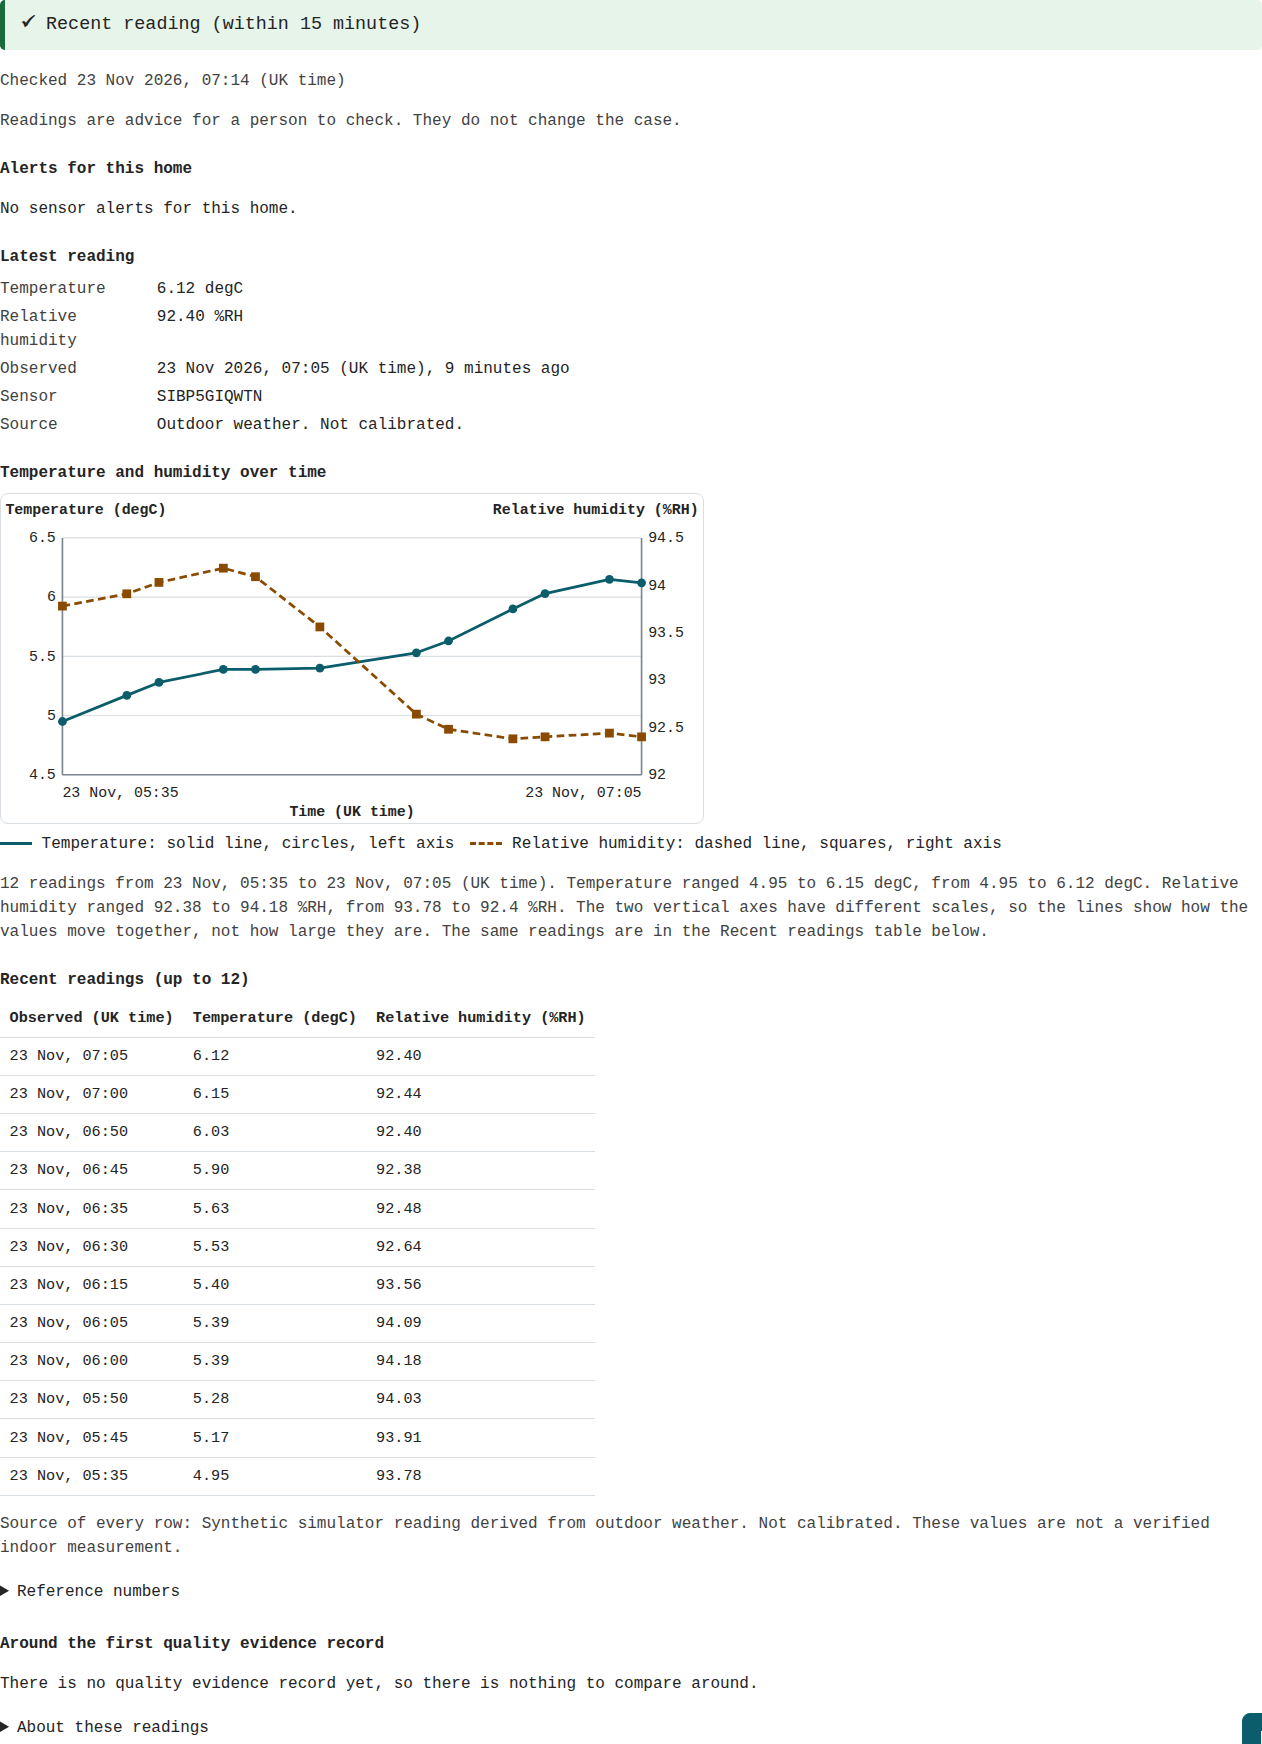 ✓ Recent reading (within 15 minutes)
Checked 23 Nov 2026, 07:14 (UK time)
Readings are advice for a person to check. They do not change the case.
Alerts for this home
No sensor alerts for this home.
Latest reading
Temperature 6.12 degC
Relative humidity 92.40 %RH
Observed 23 Nov 2026, 07:05 (UK time), 9 minutes ago
Sensor SIBP5GIQWTN
Source Outdoor weather. Not calibrated.
Temperature and humidity over time
Temperature (degC) Relative humidity (%RH)
6.5 94.5
6 94
5.5 93.5
5 93
4.5 92.5
92
23 Nov, 05:35 23 Nov, 07:05
Time (UK time)
Temperature: solid line, circles, left axis Relative humidity: dashed line, squares, right axis
12 readings from 23 Nov, 05:35 to 23 Nov, 07:05 (UK time). Temperature ranged 4.95 to 6.15 degC, from 4.95 to 6.12 degC. Relative
humidity ranged 92.38 to 94.18 %RH, from 93.78 to 92.4 %RH. The two vertical axes have different scales, so the lines show how the
values move together, not how large they are. The same readings are in the Recent readings table below.
Recent readings (up to 12)
Observed (UK time) Temperature (degC) Relative humidity (%RH)
23 Nov, 07:05 6.12 92.40
23 Nov, 07:00 6.15 92.44
23 Nov, 06:50 6.03 92.40
23 Nov, 06:45 5.90 92.38
23 Nov, 06:35 5.63 92.48
23 Nov, 06:30 5.53 92.64
23 Nov, 06:15 5.40 93.56
23 Nov, 06:05 5.39 94.09
23 Nov, 06:00 5.39 94.18
23 Nov, 05:50 5.28 94.03
23 Nov, 05:45 5.17 93.91
23 Nov, 05:35 4.95 93.78
Source of every row: Synthetic simulator reading derived from outdoor weather. Not calibrated. These values are not a verified
indoor measurement.
Reference numbers
Around the first quality evidence record
There is no quality evidence record yet, so there is nothing to compare around.
About these readings